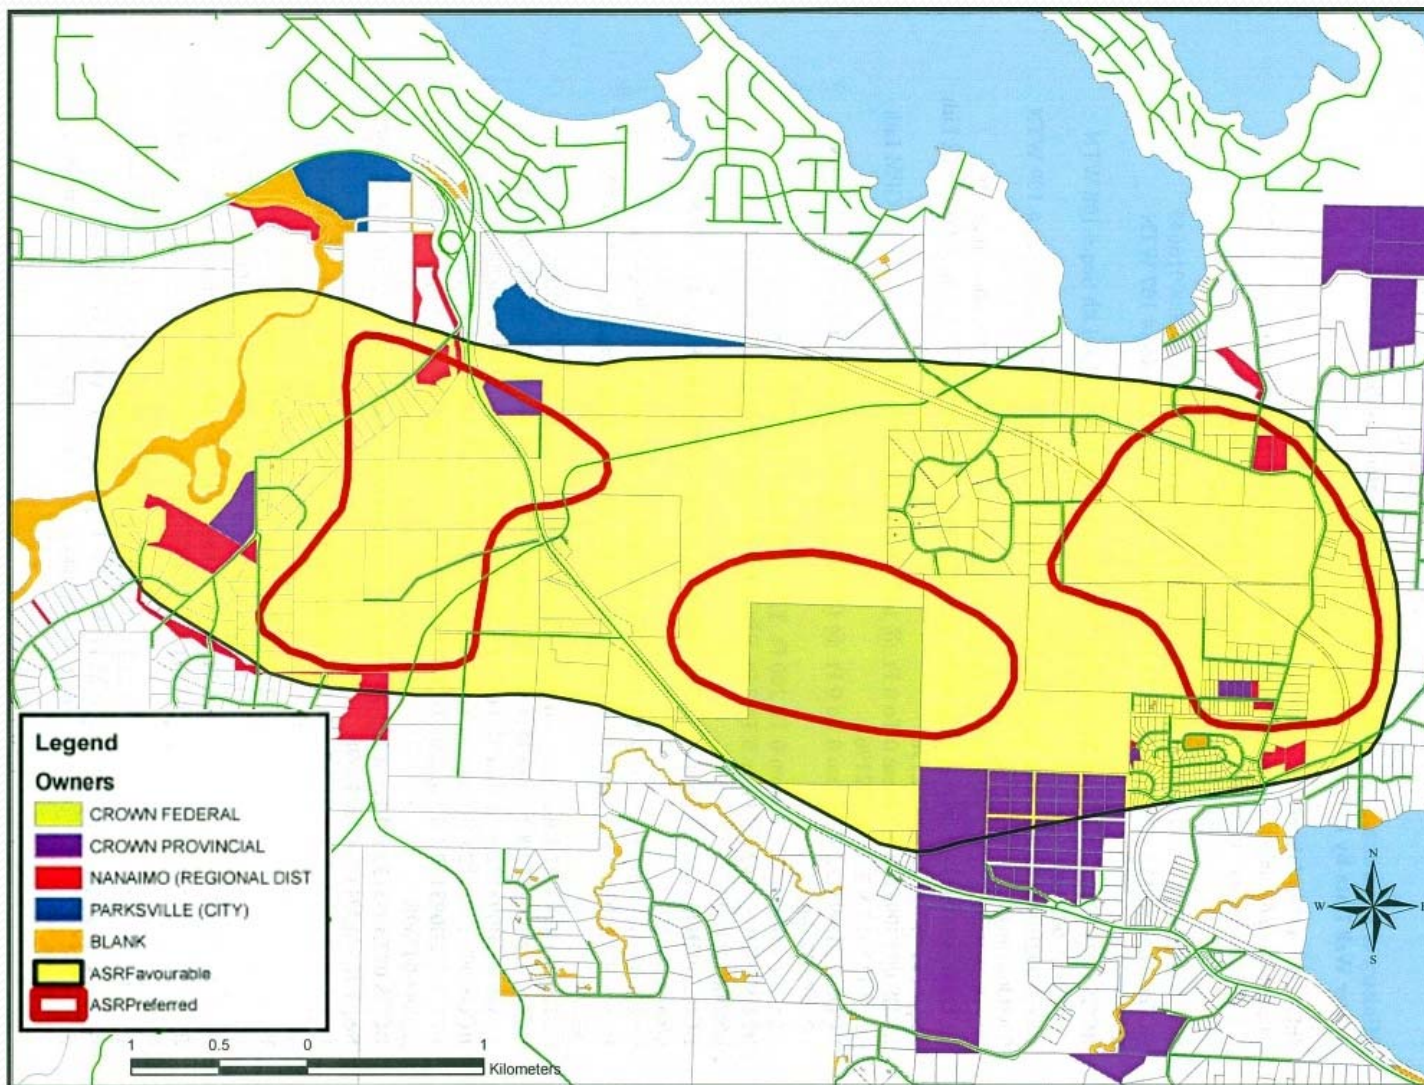 Legend
Owners
CROWN FEDERAL
CROWN PROVINCIAL
NANAIMO (REGIONAL DIST
PARKSVILLE (CITY)
BLANK
ASRFavourable
ASRPreferred
1 0.5 0 1
Kilometers
N
W E
S